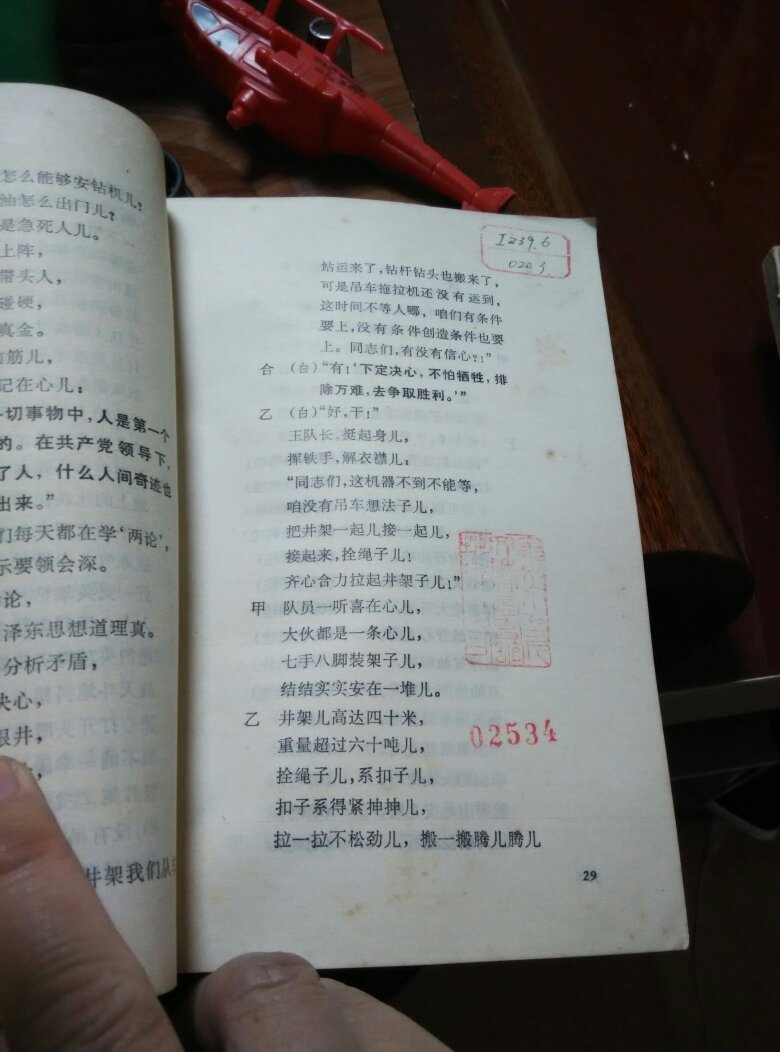 怎么能够安钻机儿？
油怎么出门儿？
是急死人儿。
上阵，
带头人，
碰硬，
真金。
筋儿，
记在心儿：
一切事物中，人是第一个
的。在共产党领导下，
了人，什么人间奇迹也
出来。”
们每天都在学‘两论’，
示要领会深。
论，
泽东思想道理真。
分析矛盾，
决心，
井，
井架我们从
I239.6
020.3
站运来了，钻杆钻头也搬来了，
可是吊车拖拉机还没有运到，
这时间不等人哪，咱们有条件
要上，没有条件创造条件也要
上。同志们，有没有信心？！”
合 （白）“有！‘下定决心，不怕牺牲，排
除万难，去争取胜利。’”
乙 （白）“好，干！”
王队长，挺起身儿，
挥铁手，解衣襟儿：
“同志们，这机器不到不能等，
咱没有吊车想法子儿，
把井架一起儿接一起儿，
接起来，拴绳子儿！
齐心合力拉起井架子儿！”
甲 队员一听喜在心儿，
大伙都是一条心儿，
七手八脚装架子儿，
结结实实安在一堆儿。
乙 井架儿高达四十米，
重量超过六十吨儿，
拴绳子儿，系扣子儿，
扣子系得紧抻抻儿，
拉一拉不松劲儿，搬一搬腾儿腾儿
02534
29